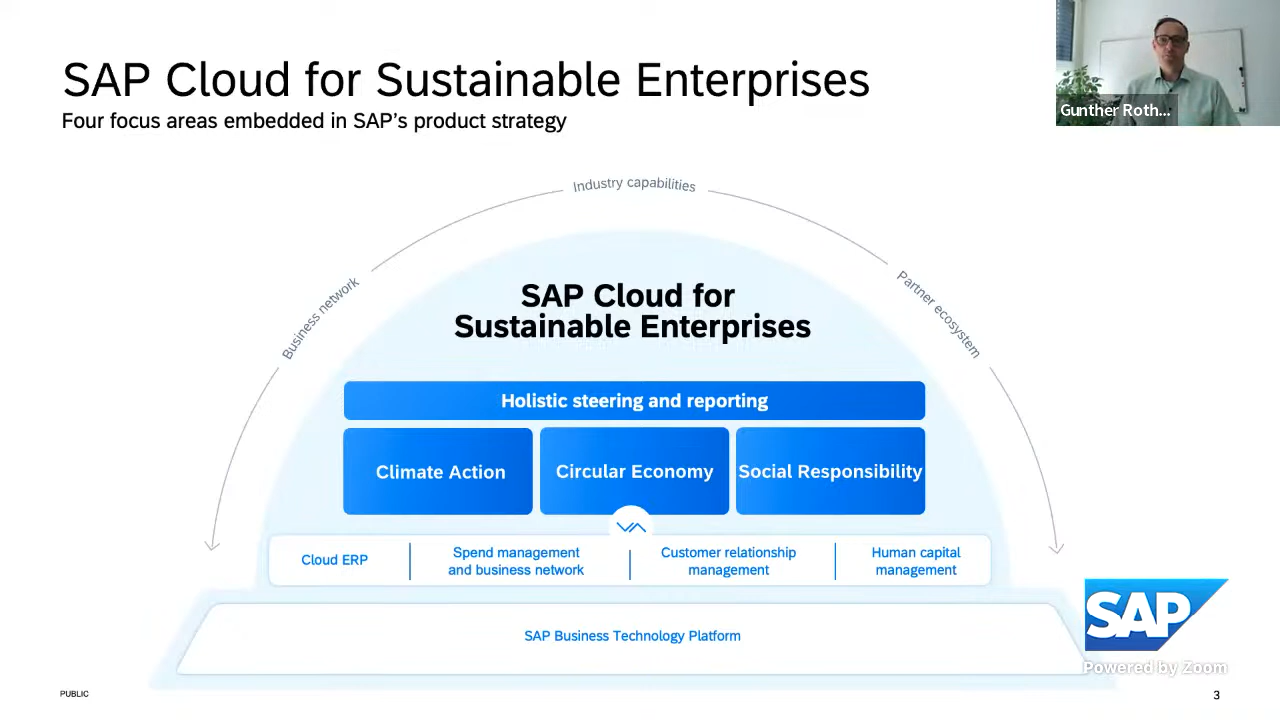 SAP Cloud for Sustainable Enterprises
Four focus areas embedded in SAP's product strategy
Gunther Roth...
Industry capabilities
Business network
Partner ecosystem
SAP Cloud for
Sustainable Enterprises
Holistic steering and reporting
Climate Action
Circular Economy
Social Responsibility
Cloud ERP
Spend management
and business network
Customer relationship
management
Human capital
management
SAP Business Technology Platform
SAP
Powered by Zoom
PUBLIC
3